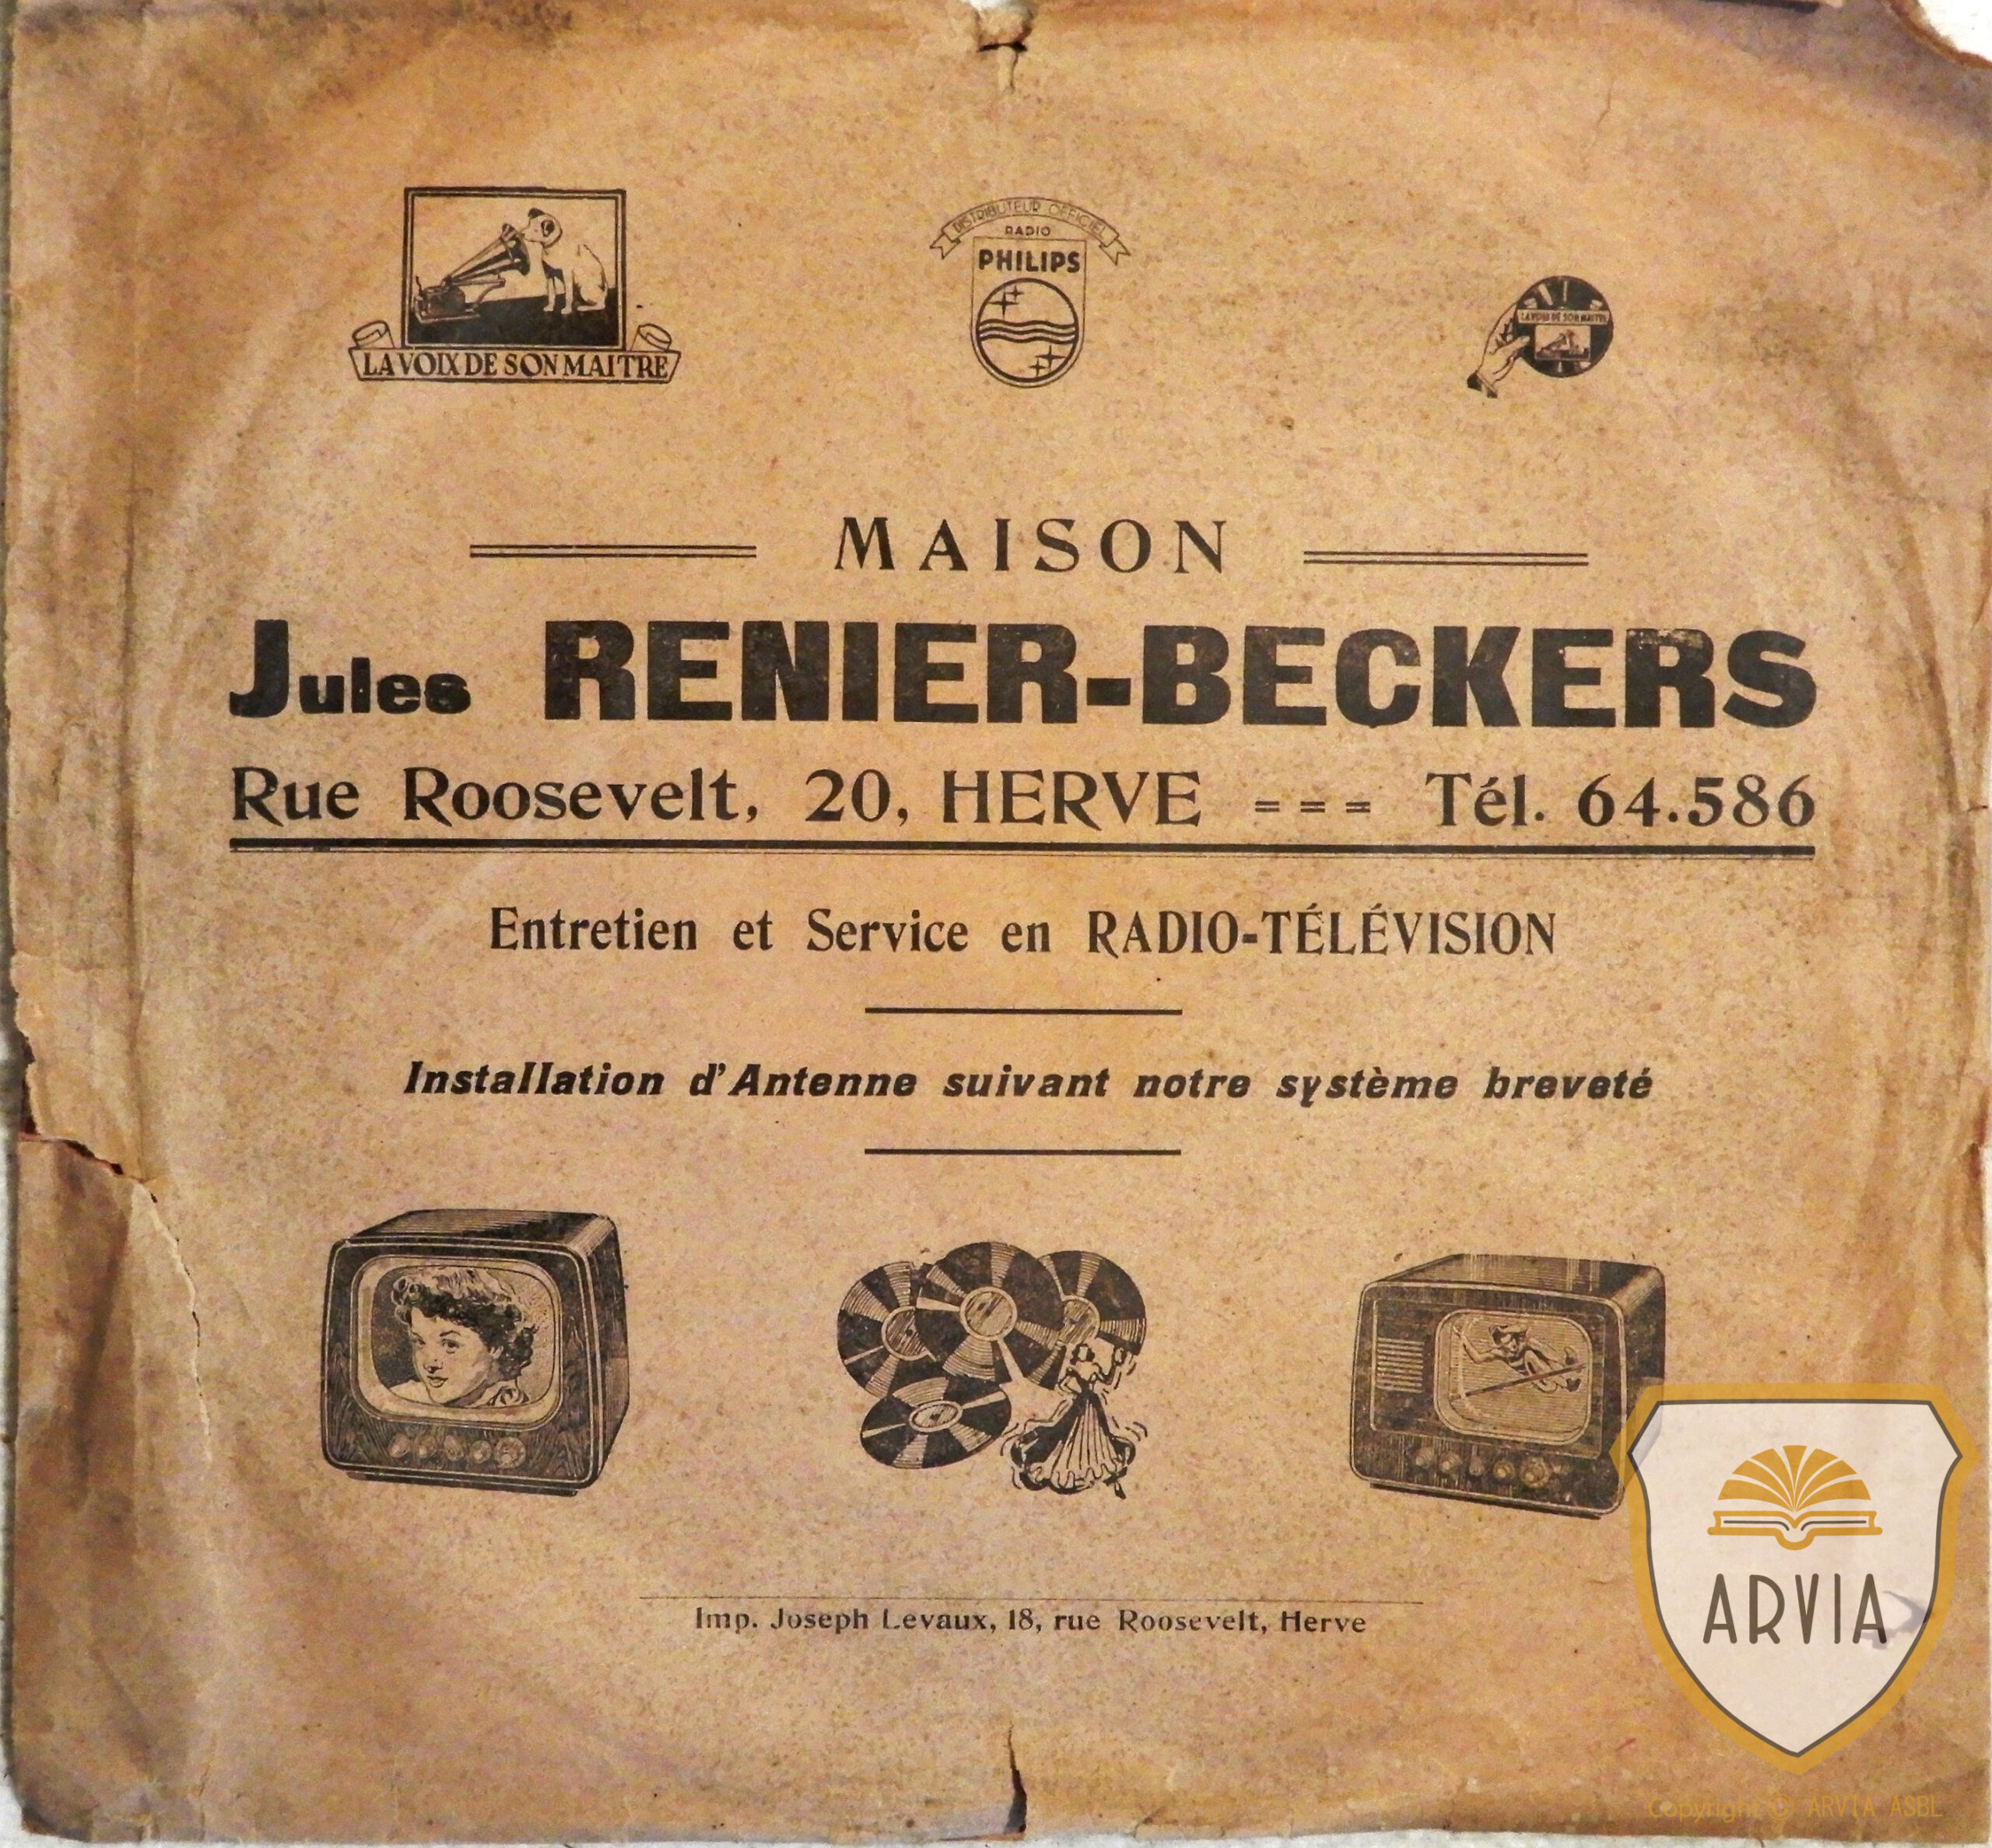 LA VOIX DE SON MAITRE
DISTRIBUTEUR OFFICIEL
RADIO
PHILIPS
LA VOIX DE SON MAITRE
MAISON
Jules RENIER-BECKERS
Rue Roosevelt, 20, HERVE === Tél. 64.586
Entretien et Service en RADIO-TÉLÉVISION
Installation d'Antenne suivant notre système breveté
Imp. Joseph Levaux, 18, rue Roosevelt, Herve
ARVIA
Copyright © ARVIA ASBL